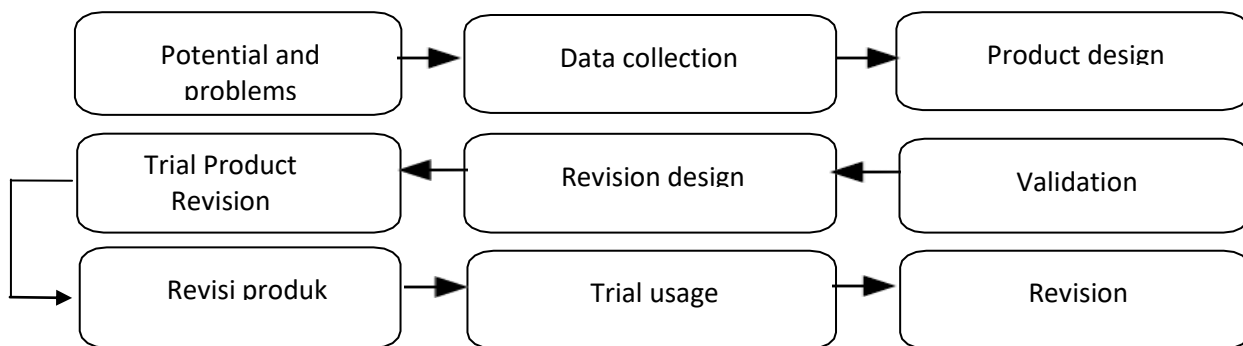 Potential and
problems
Data collection
Product design
Trial Product
Revision
Revision design
Validation
Revisi produk
Trial usage
Revision